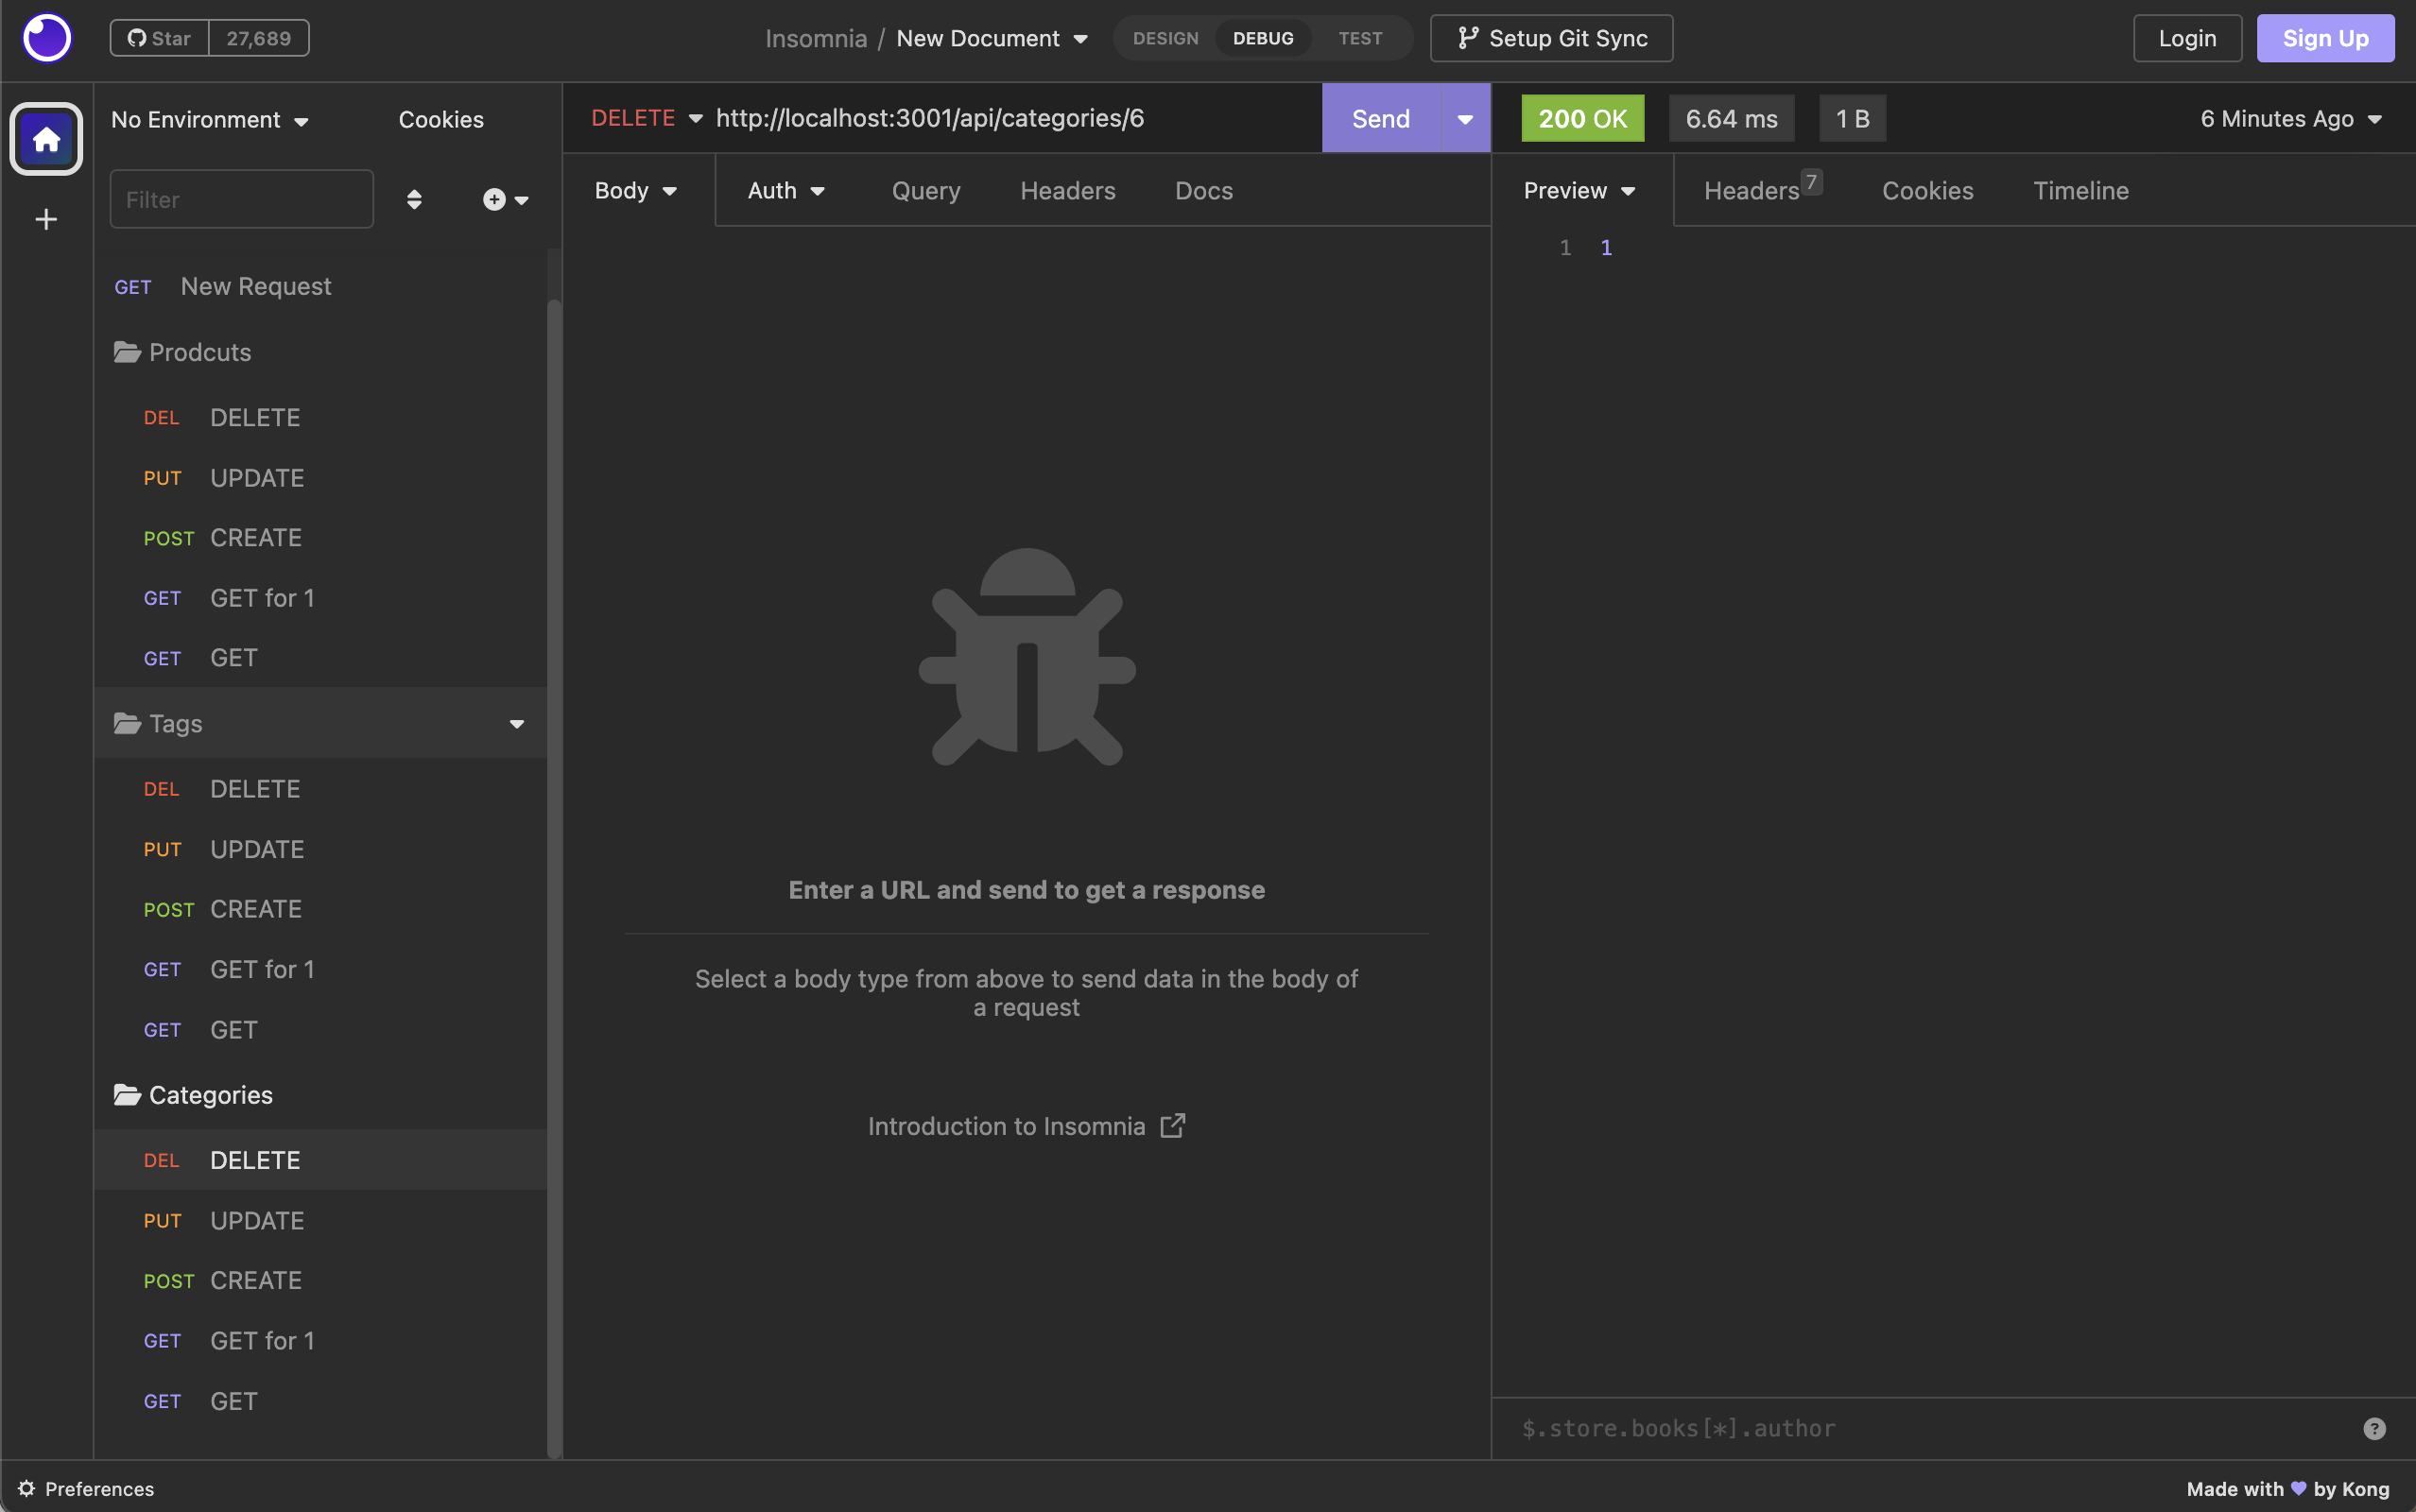 Star 27,689
Insomnia / New Document
DESIGN DEBUG TEST
Setup Git Sync
Login
Sign Up
No Environment
Cookies
Filter
GET New Request
Prodcuts
DEL DELETE
PUT UPDATE
POST CREATE
GET GET for 1
GET GET
Tags
DEL DELETE
PUT UPDATE
POST CREATE
GET GET for 1
GET GET
Categories
DEL DELETE
PUT UPDATE
POST CREATE
GET GET for 1
GET GET
DELETE http://localhost:3001/api/categories/6
Send
Body Auth Query Headers Docs
Enter a URL and send to get a response
Select a body type from above to send data in the body of
a request
Introduction to Insomnia
200 OK 6.64 ms 1 B 6 Minutes Ago
Preview Headers 7 Cookies Timeline
1 1
$.store.books[*].author
?
Preferences
Made with by Kong